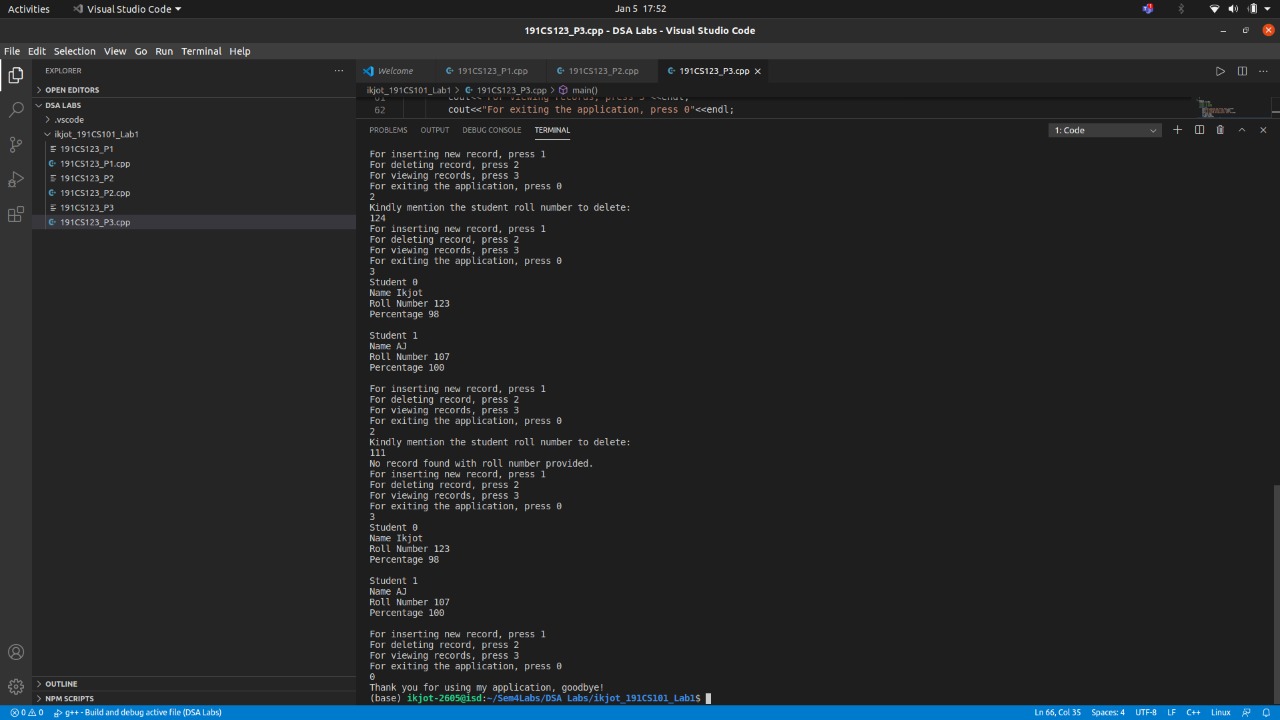 Activities Visual Studio Code Jan 5 17:52
191CS123_P3.cpp - DSA Labs - Visual Studio Code
File Edit Selection View Go Run Terminal Help
EXPLORER
OPEN EDITORS
DSA LABS
.vscode
ikjot_191CS101_Lab1
191CS123_P1
191CS123_P1.cpp
191CS123_P2
191CS123_P2.cpp
191CS123_P3
191CS123_P3.cpp
OUTLINE
NPM SCRIPTS
Welcome 191CS123_P1.cpp 191CS123_P2.cpp 191CS123_P3.cpp
ikjot_191CS101_Lab1 > 191CS123_P3.cpp > main()
61 cout<<"For viewing records, press 3"<<endl;
62 cout<<"For exiting the application, press 0"<<endl;
PROBLEMS OUTPUT DEBUG CONSOLE TERMINAL 1: Code
For inserting new record, press 1
For deleting record, press 2
For viewing records, press 3
For exiting the application, press 0
2
Kindly mention the student roll number to delete:
124
For inserting new record, press 1
For deleting record, press 2
For viewing records, press 3
For exiting the application, press 0
3
Student 0
Name Ikjot
Roll Number 123
Percentage 98
Student 1
Name AJ
Roll Number 107
Percentage 100
For inserting new record, press 1
For deleting record, press 2
For viewing records, press 3
For exiting the application, press 0
2
Kindly mention the student roll number to delete:
111
No record found with roll number provided.
For inserting new record, press 1
For deleting record, press 2
For viewing records, press 3
For exiting the application, press 0
3
Student 0
Name Ikjot
Roll Number 123
Percentage 98
Student 1
Name AJ
Roll Number 107
Percentage 100
For inserting new record, press 1
For deleting record, press 2
For viewing records, press 3
For exiting the application, press 0
0
Thank you for using my application, goodbye!
(base) ikjot-2605@isd:~/Sem4Labs/DSA Labs/ikjot_191CS101_Lab1$
0 0 g++ - Build and debug active file (DSA Labs) Ln 66, Col 35 Spaces: 4 UTF-8 LF C++ Linux